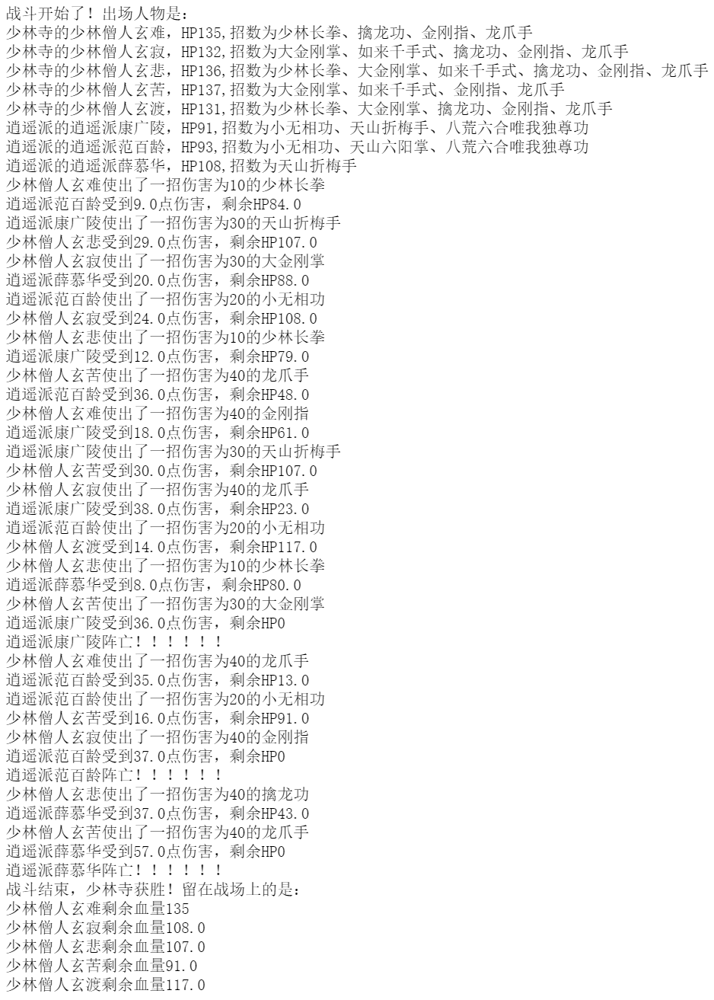 战斗开始了！出场人物是：
少林寺的少林僧人玄难，HP135,招数为少林长拳、擒龙功、金刚指、龙爪手
少林寺的少林僧人玄寂，HP132,招数为大金刚掌、如来千手式、擒龙功、金刚指、龙爪手
少林寺的少林僧人玄悲，HP136,招数为少林长拳、大金刚掌、如来千手式、擒龙功、金刚指、龙爪手
少林寺的少林僧人玄苦，HP137,招数为大金刚掌、如来千手式、金刚指、龙爪手
少林寺的少林僧人玄渡，HP131,招数为少林长拳、大金刚掌、擒龙功、金刚指、龙爪手
逍遥派的逍遥派康广陵，HP91,招数为小无相功、天山折梅手、八荒六合唯我独尊功
逍遥派的逍遥派范百龄，HP93,招数为小无相功、天山六阳掌、八荒六合唯我独尊功
逍遥派的逍遥派薛慕华，HP108,招数为天山折梅手
少林僧人玄难使出了一招伤害为10的少林长拳
逍遥派范百龄受到9.0点伤害，剩余HP84.0
逍遥派康广陵使出了一招伤害为30的天山折梅手
少林僧人玄悲受到29.0点伤害，剩余HP107.0
少林僧人玄寂使出了一招伤害为30的大金刚掌
逍遥派薛慕华受到20.0点伤害，剩余HP88.0
逍遥派范百龄使出了一招伤害为20的小无相功
少林僧人玄寂受到24.0点伤害，剩余HP108.0
少林僧人玄悲使出了一招伤害为10的少林长拳
逍遥派康广陵受到12.0点伤害，剩余HP79.0
少林僧人玄苦使出了一招伤害为40的龙爪手
逍遥派范百龄受到36.0点伤害，剩余HP48.0
少林僧人玄难使出了一招伤害为40的金刚指
逍遥派康广陵受到18.0点伤害，剩余HP61.0
逍遥派康广陵使出了一招伤害为30的天山折梅手
少林僧人玄苦受到30.0点伤害，剩余HP107.0
少林僧人玄寂使出了一招伤害为40的龙爪手
逍遥派康广陵受到38.0点伤害，剩余HP23.0
逍遥派范百龄使出了一招伤害为20的小无相功
少林僧人玄渡受到14.0点伤害，剩余HP117.0
少林僧人玄悲使出了一招伤害为10的少林长拳
逍遥派薛慕华受到8.0点伤害，剩余HP80.0
少林僧人玄苦使出了一招伤害为30的大金刚掌
逍遥派康广陵受到36.0点伤害，剩余HP0
逍遥派康广陵阵亡！！！！！！
少林僧人玄难使出了一招伤害为40的龙爪手
逍遥派范百龄受到35.0点伤害，剩余HP13.0
逍遥派范百龄使出了一招伤害为20的小无相功
少林僧人玄苦受到16.0点伤害，剩余HP91.0
少林僧人玄寂使出了一招伤害为40的金刚指
逍遥派范百龄受到37.0点伤害，剩余HP0
逍遥派范百龄阵亡！！！！！！
少林僧人玄悲使出了一招伤害为40的擒龙功
逍遥派薛慕华受到37.0点伤害，剩余HP43.0
少林僧人玄苦使出了一招伤害为40的龙爪手
逍遥派薛慕华受到57.0点伤害，剩余HP0
逍遥派薛慕华阵亡！！！！！！
战斗结束，少林寺获胜！留在战场上的是：
少林僧人玄难剩余血量135
少林僧人玄寂剩余血量108.0
少林僧人玄悲剩余血量107.0
少林僧人玄苦剩余血量91.0
少林僧人玄渡剩余血量117.0